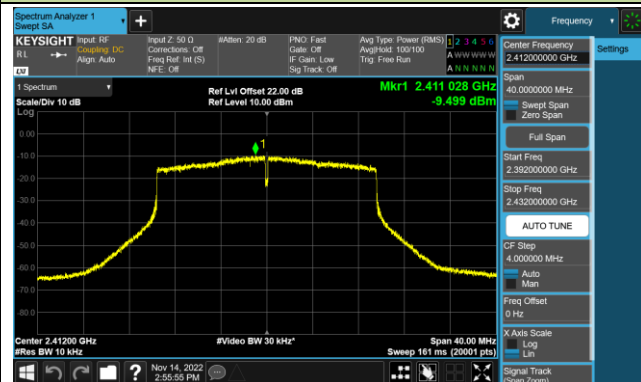 Spectrum Analyzer 1
Swept SA
+
Frequency
KEYSIGHT
RL
LXI
Input: RF
Coupling: DC
Align: Auto
Input Z: 50 Ω
Corrections: Off
Freq Ref: Int (S)
NFE: Off
#Atten: 20 dB
PNO: Fast
Gate: Off
IF Gain: Low
Sig Track: Off
Avg Type: Power (RMS)
Avg|Hold: 100/100
Trig: Free Run
1 2 3 4 5 6
A W W W W W
A N N N N N
1 Spectrum
Scale/Div 10 dB
Log
Ref Lvl Offset 22.00 dB
Ref Level 10.00 dBm
Mkr1 2.411 028 GHz
-9.499 dBm
0.00
-10.0
-20.0
-30.0
-40.0
-50.0
-60.0
-70.0
-80.0
1
Center 2.41200 GHz
#Res BW 10 kHz
#Video BW 30 kHz*
Span 40.00 MHz
Sweep 161 ms (20001 pts)
Nov 14, 2022
2:55:55 PM
?
Center Frequency
2.412000000 GHz
Span
40.0000000 MHz
Swept Span
Zero Span
Full Span
Start Freq
2.392000000 GHz
Stop Freq
2.432000000 GHz
AUTO TUNE
CF Step
4.000000 MHz
Auto
Man
Freq Offset
0 Hz
X Axis Scale
Log
Lin
Signal Track
(Span Zoom)
Settings